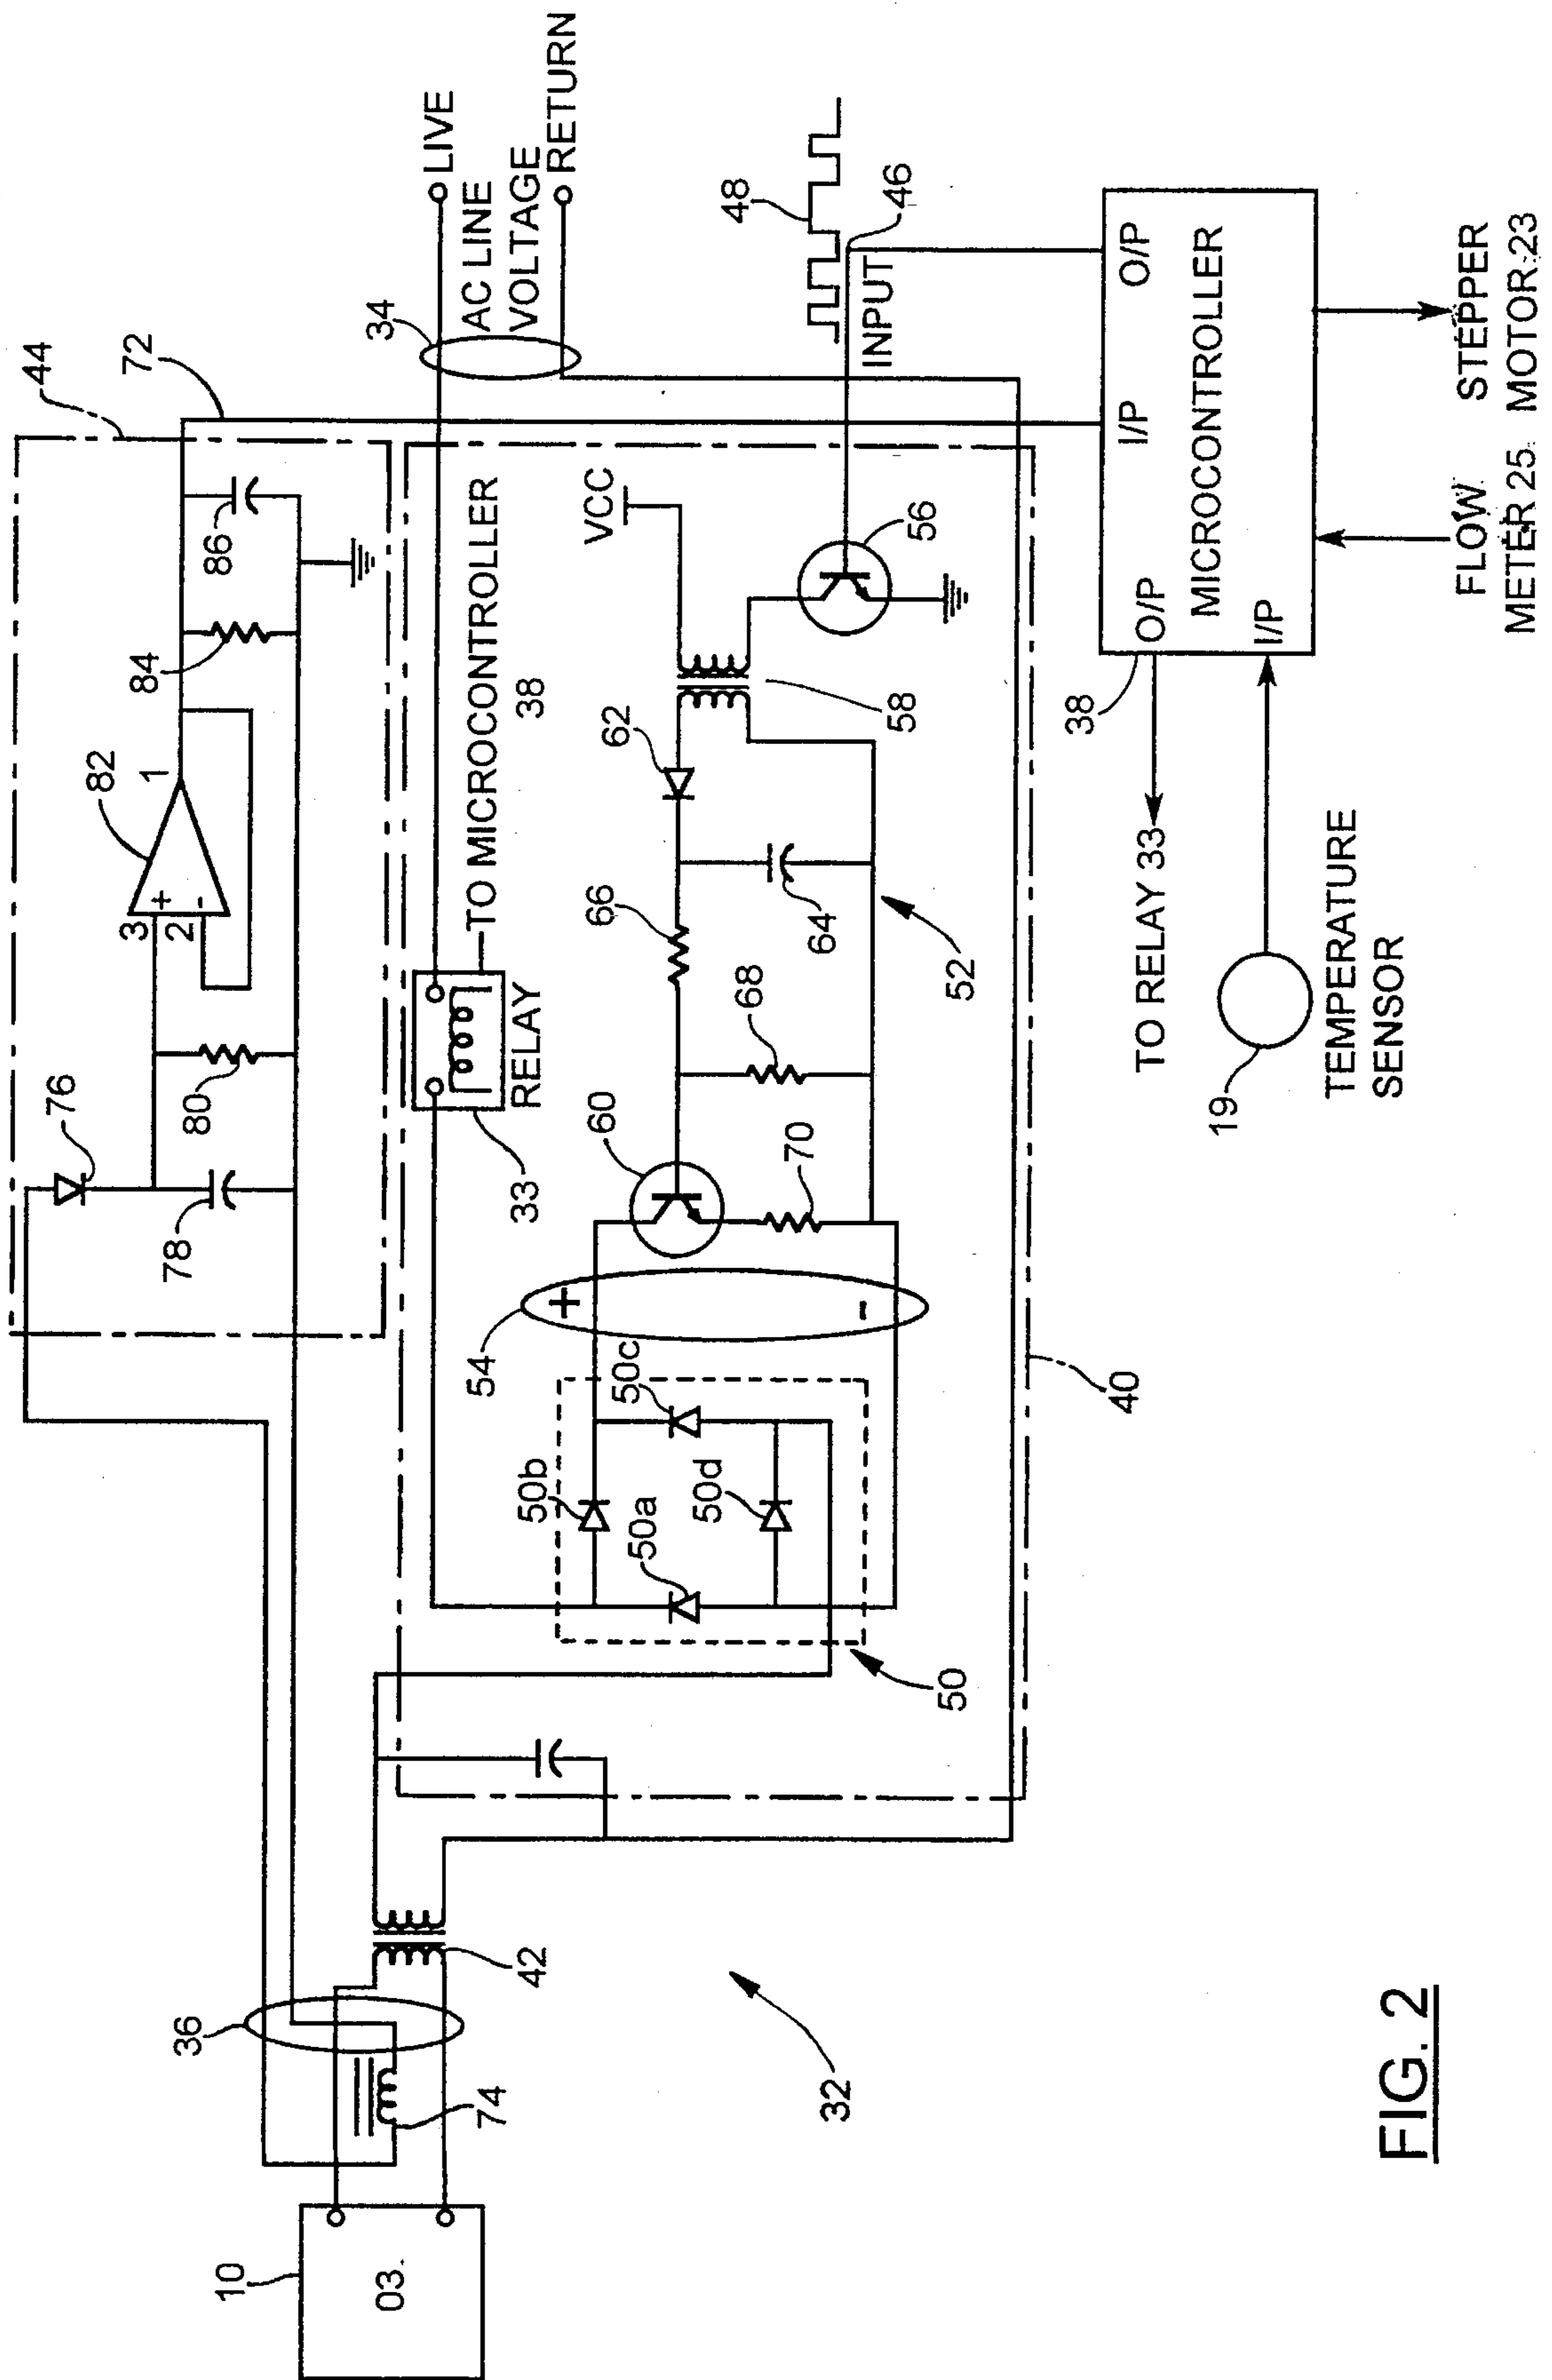 44
72
34
LIVE
AC LINE
VOLTAGE
RETURN
48
46
INPUT
86
84
82
1
3
+
2
-
80
76
78
TO MICROCONTROLLER
38
RELAY
33
VCC
56
58
62
64
66
68
52
60
70
54
+
-
50c
50b
50a
50d
50
40
42
36
74
10
03.
32
O/P
I/P
MICROCONTROLLER
O/P
I/P
38
TO RELAY 33
19
TEMPERATURE
SENSOR
FLOW
METER 25.
STEPPER
MOTOR 23
FIG. 2